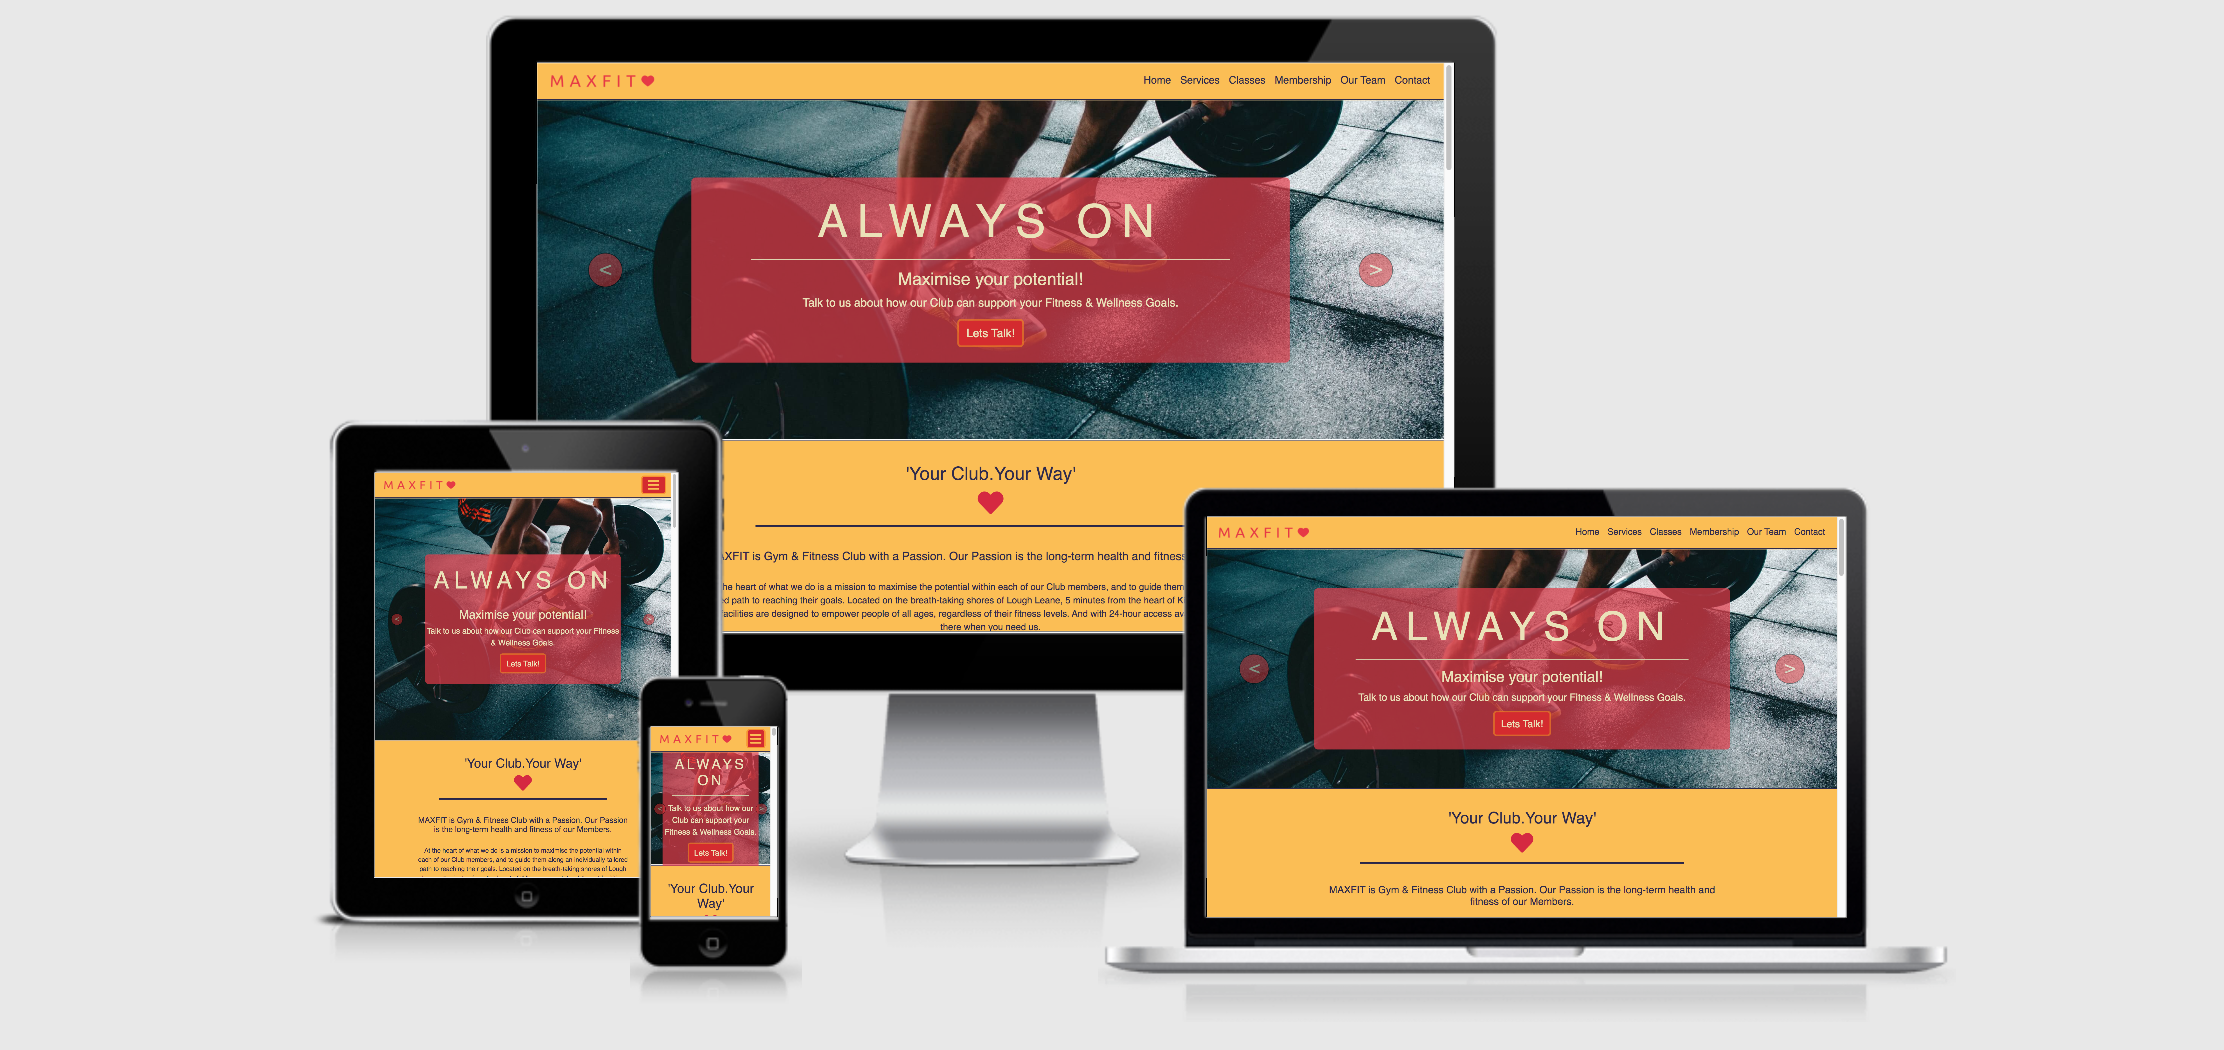 MAXFIT
Home Services Classes Membership Our Team Contact
ALWAYS ON
<
>
Maximise your potential!
Talk to us about how our Club can support your Fitness & Wellness Goals.
Lets Talk!
'Your Club.Your Way'
XFIT is Gym & Fitness Club with a Passion. Our Passion is the long-term health and fitness
he heart of what we do is a mission to maximise the potential within each of our Club members, and to guide them
d path to reaching their goals. Located on the breath-taking shores of Lough Leane, 5 minutes from the heart of K
acilities are designed to empower people of all ages, regardless of their fitness levels. And with 24-hour access av
there when you need us.
MAXFIT
ALWAYS ON
<
>
Maximise your potential!
Talk to us about how our Club can support your Fitness
& Wellness Goals.
Lets Talk!
'Your Club.Your Way'
MAXFIT is Gym & Fitness Club with a Passion. Our Passion
is the long-term health and fitness of our Members.
At the heart of what we do is a mission to maximise the potential within
each of our Club members, and to guide them along an individually tailored
path to reaching their goals. Located on the breath-taking shores of Lough
MAXFIT
ALWAYS
ON
Talk to us about how our
Club can support your
Fitness & Wellness Goals.
Lets Talk!
'Your Club.Your
Way'
MAXFIT
Home Services Classes Membership Our Team Contact
ALWAYS ON
<
>
Maximise your potential!
Talk to us about how our Club can support your Fitness & Wellness Goals.
Lets Talk!
'Your Club.Your Way'
MAXFIT is Gym & Fitness Club with a Passion. Our Passion is the long-term health and
fitness of our Members.